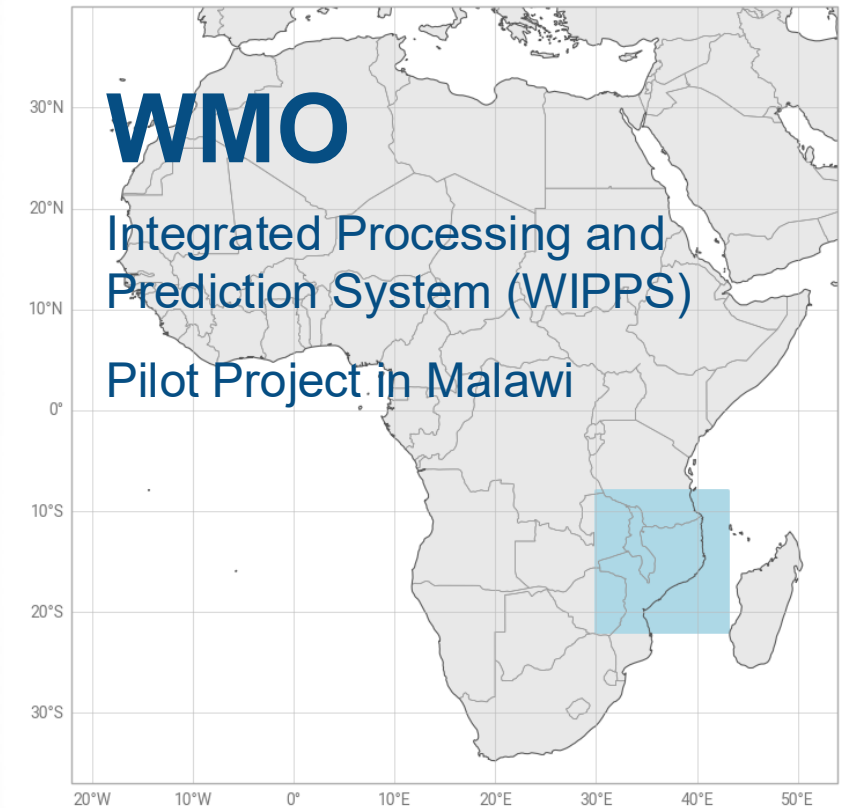 WMO
Integrated Processing and
Prediction System (WIPPS)
Pilot Project in Malawi
30°N
20°N
10°N
0°
10°S
20°S
30°S
20°W 10°W 0° 10°E 20°E 30°E 40°E 50°E